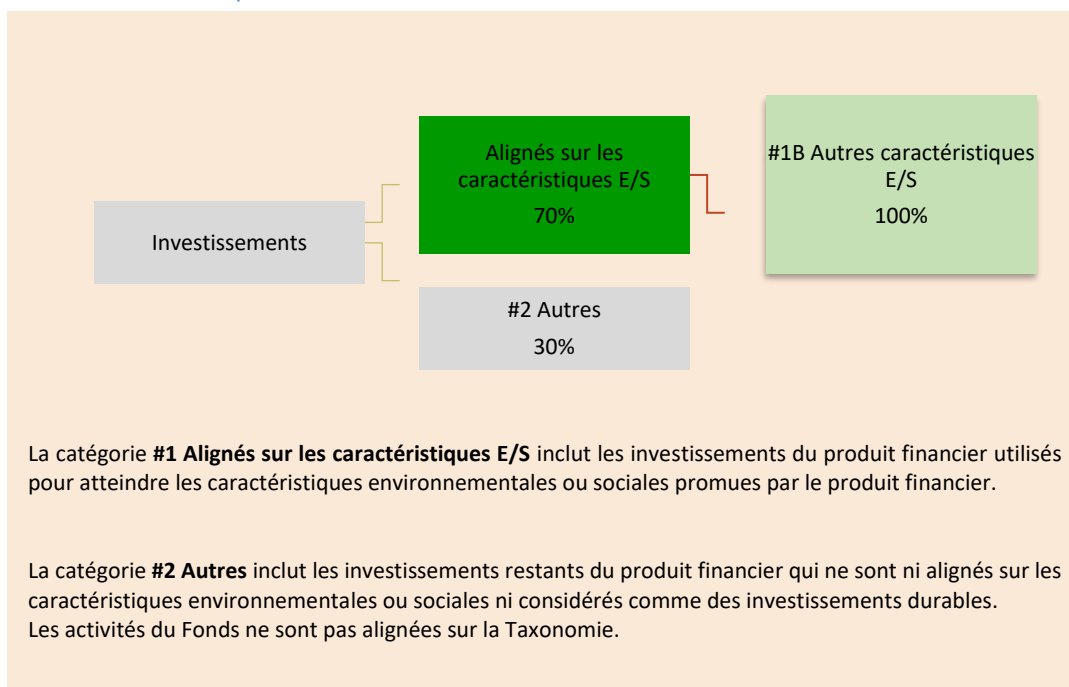 Alignés sur les
caractéristiques E/S
70%
#1B Autres caractéristiques
E/S
100%
Investissements
#2 Autres
30%
La catégorie #1 Alignés sur les caractéristiques E/S inclut les investissements du produit financier utilisés
pour atteindre les caractéristiques environnementales ou sociales promues par le produit financier.
La catégorie #2 Autres inclut les investissements restants du produit financier qui ne sont ni alignés sur les
caractéristiques environnementales ou sociales ni considérés comme des investissements durables.
Les activités du Fonds ne sont pas alignées sur la Taxonomie.